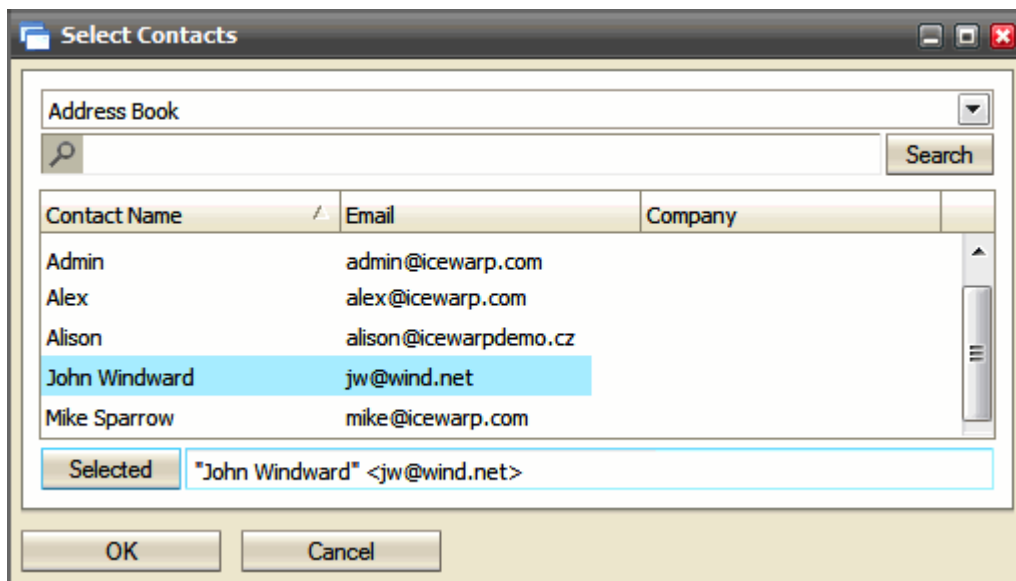 Select Contacts
Address Book
Search
Contact Name Email Company
Admin admin@icewarp.com
Alex alex@icewarp.com
Alison alison@icewarpdemo.cz
John Windward jw@wind.net
Mike Sparrow mike@icewarp.com
Selected "John Windward" <jw@wind.net>
OK Cancel